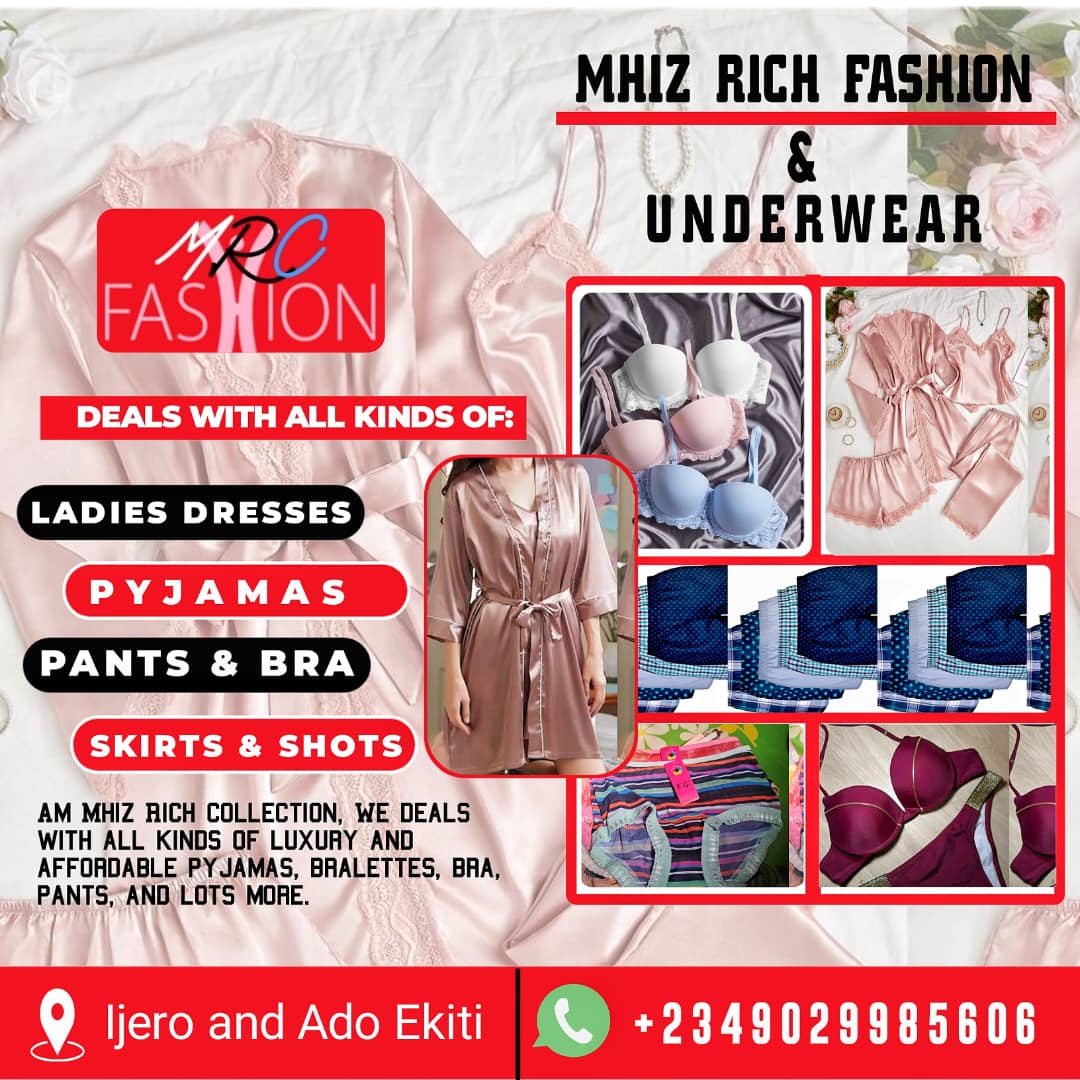 MHIZ RICH FASHION
&
UNDERWEAR
MRC
FASHION
DEALS WITH ALL KINDS OF:
LADIES DRESSES
PYJAMAS
PANTS & BRA
SKIRTS & SHOTS
AM MHIZ RICH COLLECTION, WE DEALS
WITH ALL KINDS OF LUXURY AND
AFFORDABLE PYJAMAS, BRALETTES, BRA,
PANTS, AND LOTS MORE.
Ijero and Ado Ekiti
+2349029985606